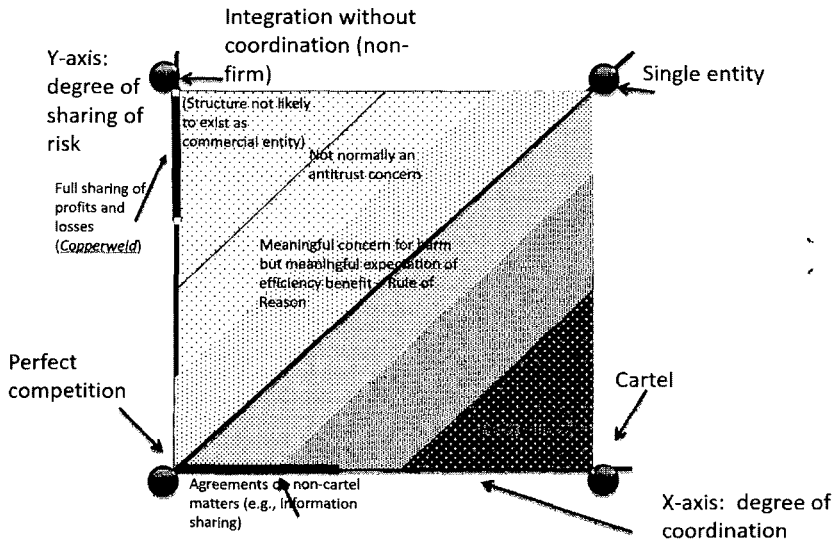 Integration without
coordination (non-
firm)
Y-axis:
degree of
sharing of
risk
Single entity
(Structure not likely
to exist as
commercial entity)
Not normally an
antitrust concern
Full sharing of
profits and
losses
(Copperweld)
Meaningful concern for harm
but meaningful expectation of
efficiency benefit – Rule of
Reason
Perfect
competition
Cartel
Agreements on non-cartel
matters (e.g., information
sharing)
X-axis: degree of
coordination